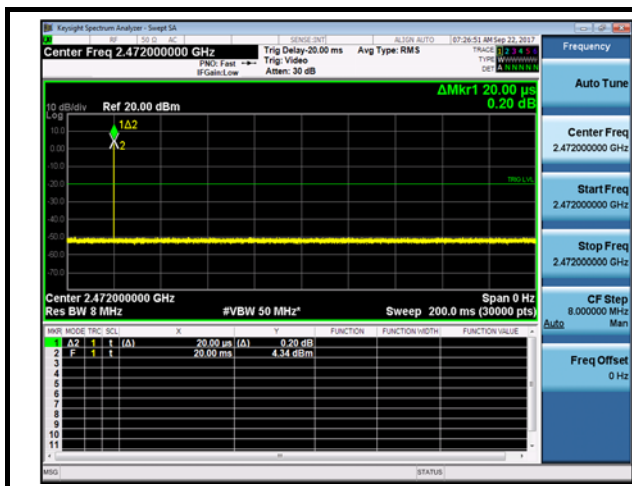 Keysight Spectrum Analyzer - Swept SA
RF 50 Ω AC SENSE:INT ALIGN AUTO 07:26:51 AM Sep 22, 2017
Center Freq 2.472000000 GHz Trig Delay-20.00 ms Avg Type: RMS TRACE 1 2 3 4 5 6
PNO: Fast Trig: Video TYPE WWWWWW
IFGain:Low Atten: 30 dB DET A N N N N N
Frequency
Auto Tune
Center Freq
2.472000000 GHz
Start Freq
2.472000000 GHz
Stop Freq
2.472000000 GHz
CF Step
8.000000 MHz
Auto Man
Freq Offset
0 Hz
ΔMkr1 20.00 µs
0.20 dB
10 dB/div Ref 20.00 dBm
Log
10.0
0.00
-10.0
-20.0
-30.0
-40.0
-50.0
-60.0
-70.0
1Δ2
2
TRIG LVL
Center 2.472000000 GHz Span 0 Hz
Res BW 8 MHz #VBW 50 MHz* Sweep 200.0 ms (30000 pts)
MKR MODE TRC SCL X Y FUNCTION FUNCTION WIDTH FUNCTION VALUE
1 Δ2 1 t (Δ) 20.00 µs (Δ) 0.20 dB
2 F 1 t 20.00 ms 4.34 dBm
3
4
5
6
7
8
9
10
11
MSG STATUS